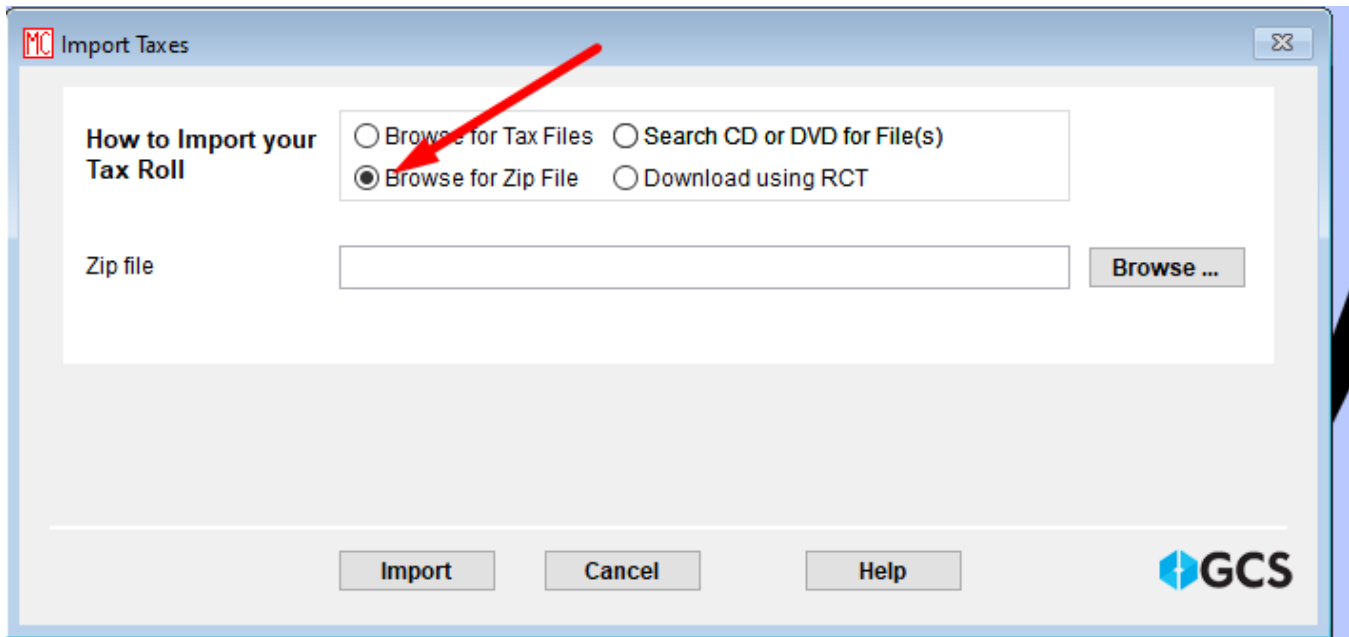 MC Import Taxes
How to Import your
Tax Roll
Browse for Tax Files Search CD or DVD for File(s)
Browse for Zip File Download using RCT
Zip file
Browse ...
Import Cancel Help
GCS